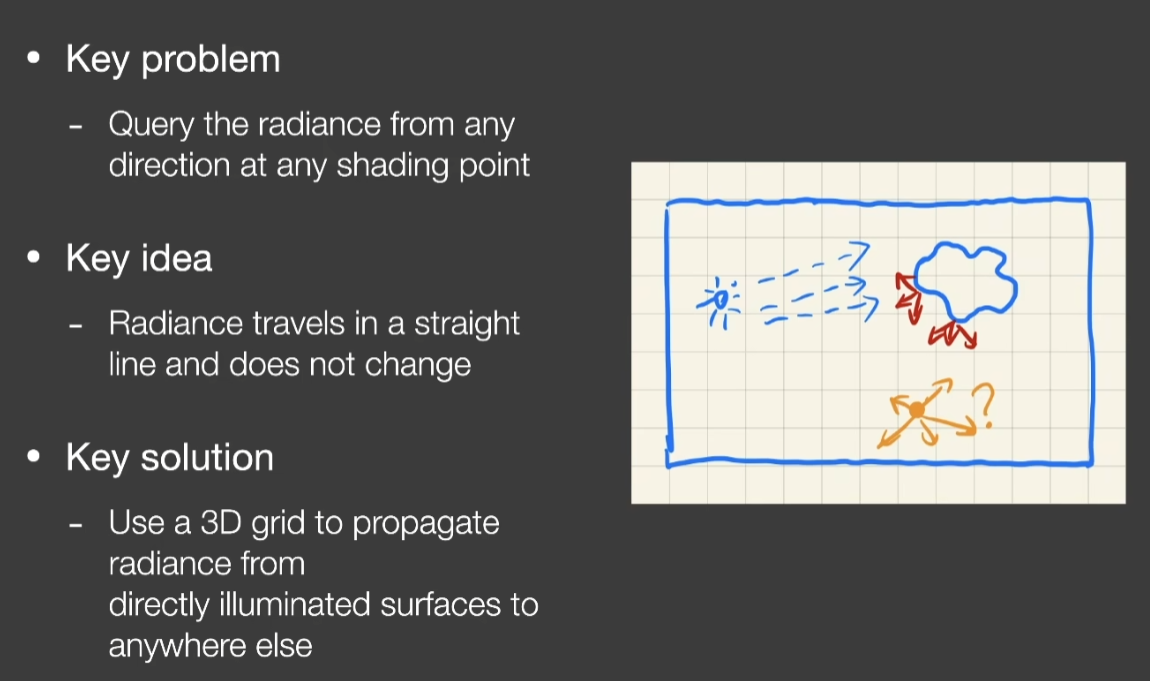 • Key problem
- Query the radiance from any
direction at any shading point
• Key idea
- Radiance travels in a straight
line and does not change
• Key solution
- Use a 3D grid to propagate
radiance from
directly illuminated surfaces to
anywhere else
?